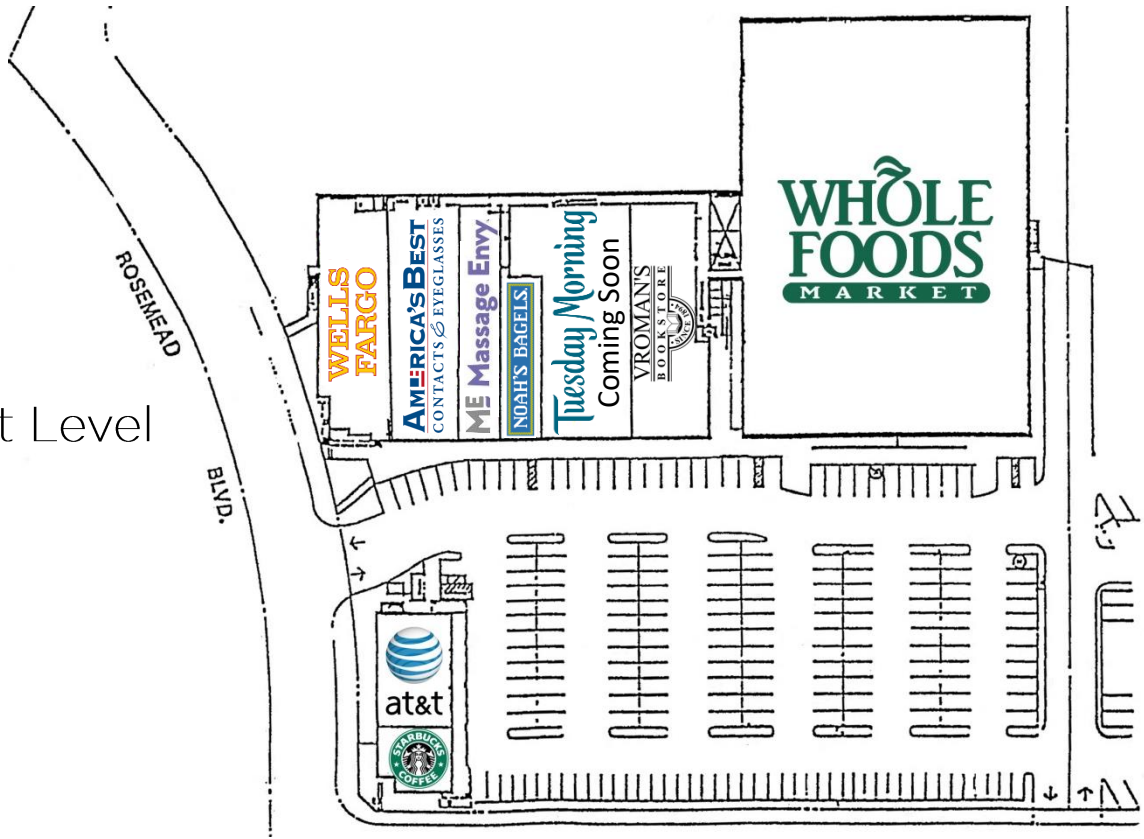 ROSEMEAD
BLVD.
t Level
WELLS
FARGO
AMERICA'S BEST
CONTACTS & EYEGLASSES
ME Massage Envy
NOAH'S BAGELS
Tuesday Morning
Coming Soon
VROMAN'S
BOOKSTORE
SINCE
WHOLE
FOODS
MARKET
at&t
STARBUCKS
COFFEE